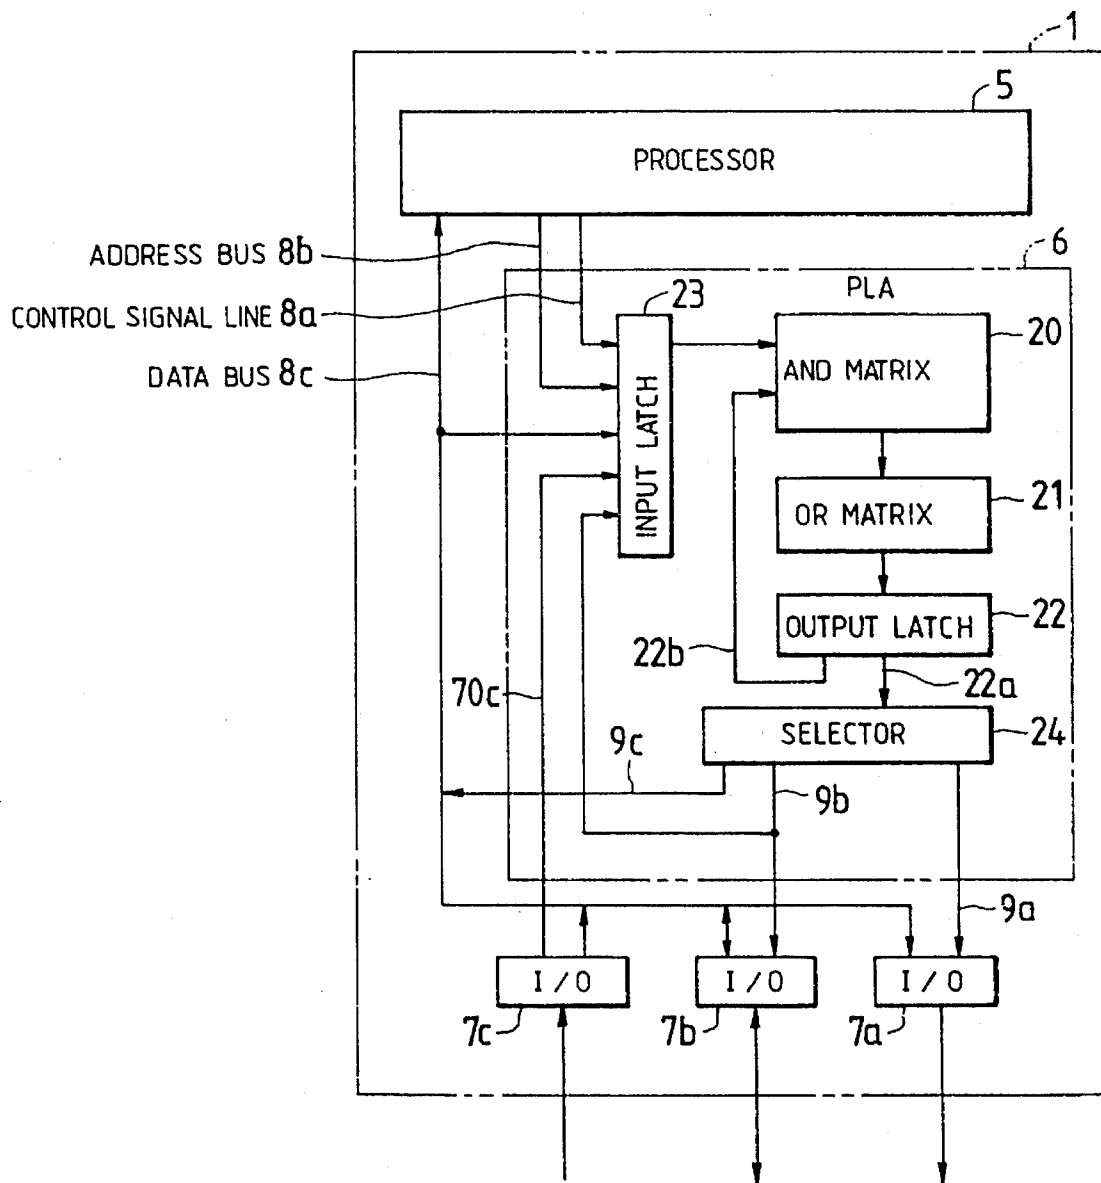 1
5
PROCESSOR
ADDRESS BUS 8b
6
PLA
23
CONTROL SIGNAL LINE 8a
20
AND MATRIX
DATA BUS 8c
INPUT LATCH
21
OR MATRIX
22
OUTPUT LATCH
22b
22a
70c
SELECTOR
24
9c
9b
9a
I/O
I/O
I/O
7c
7b
7a